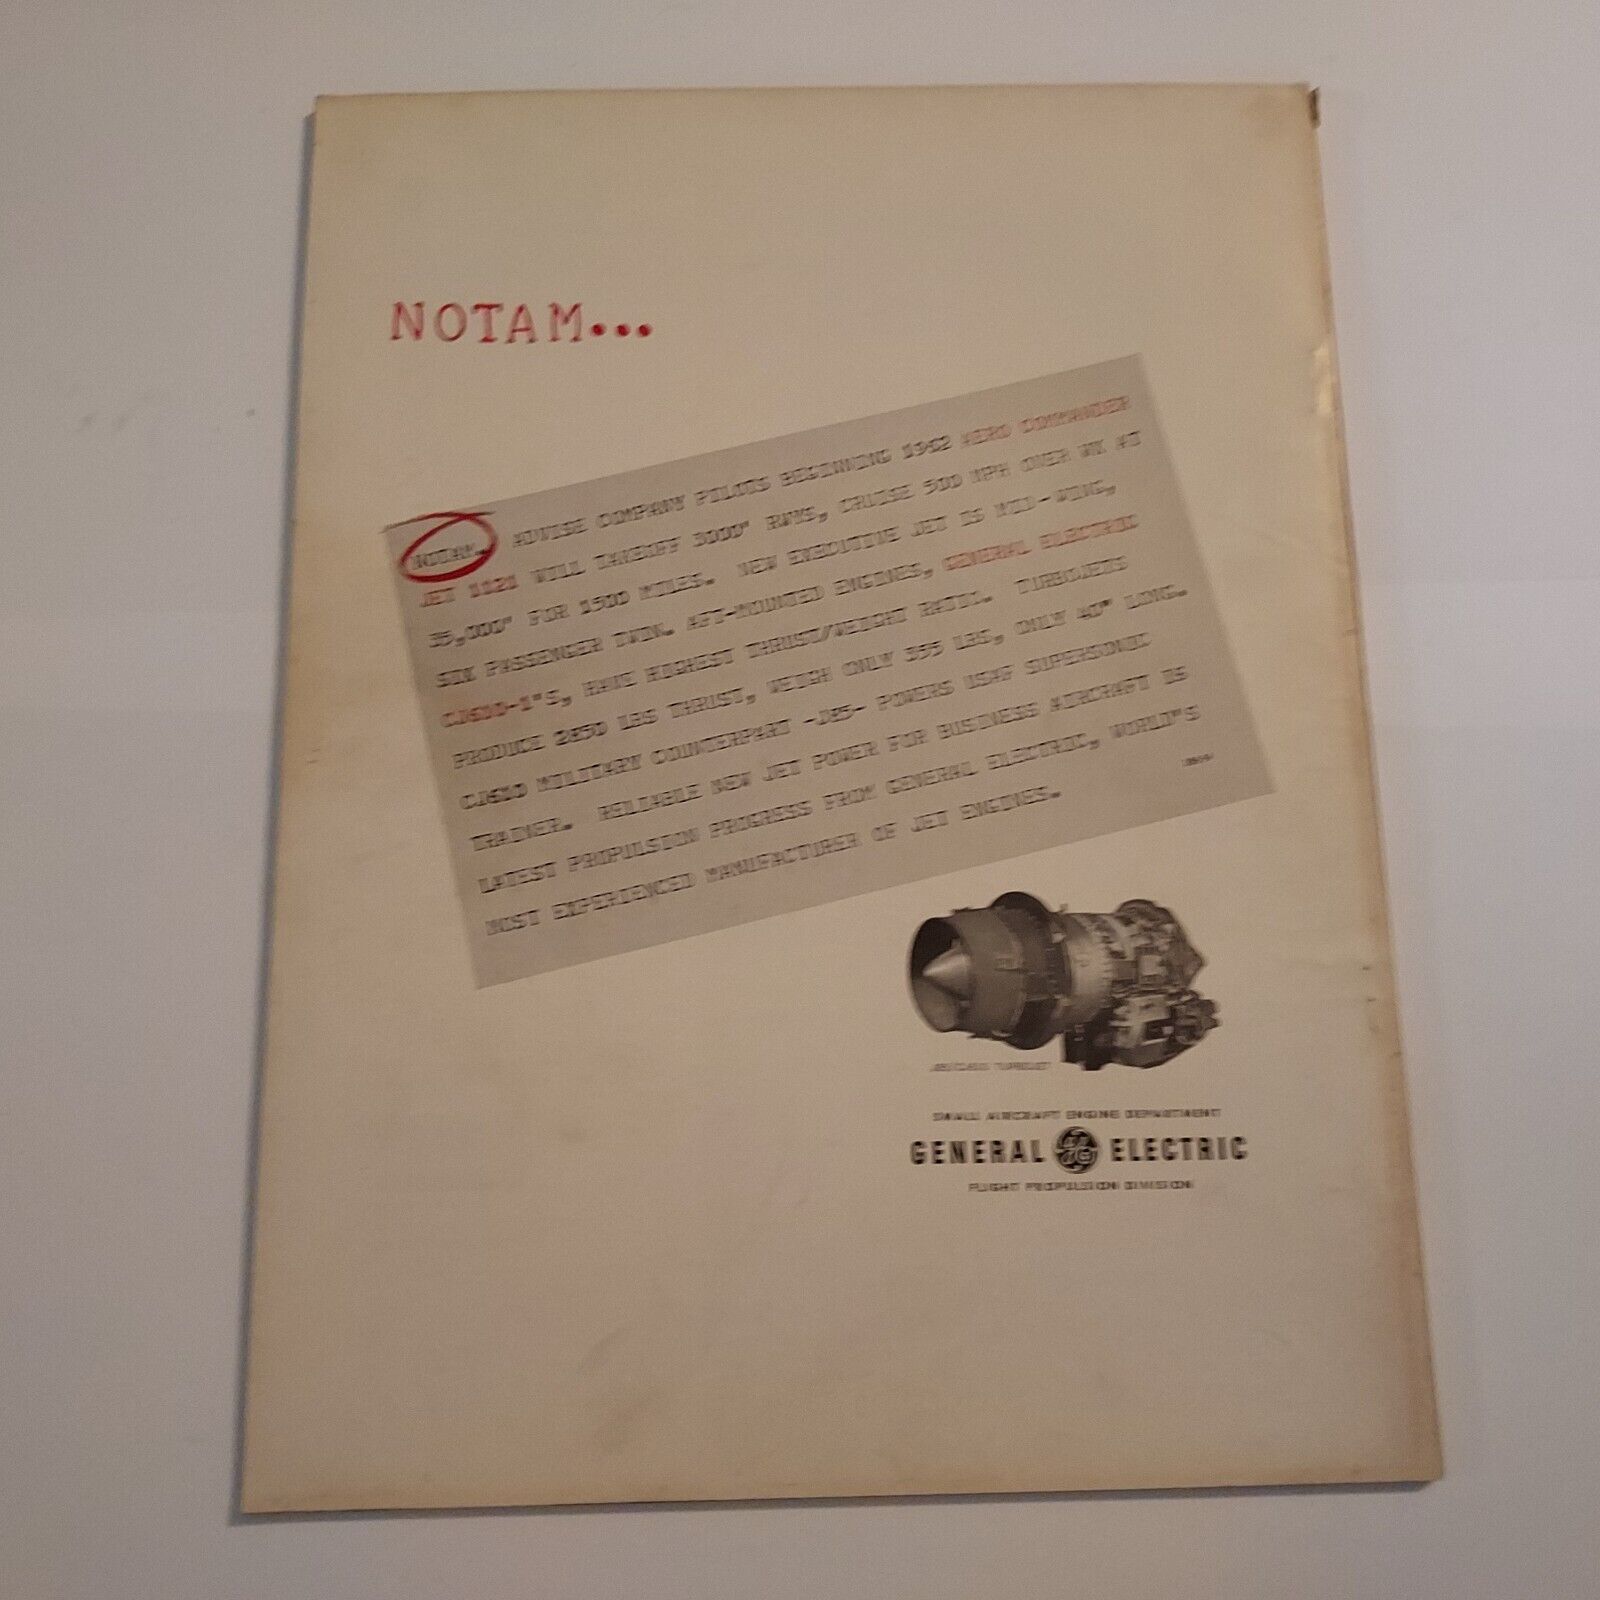 NOTAM...
NOTAM.. ADVISE COMPANY PILOTS BEGINNING 1962 AERO COMMANDER
JET 1121 WILL TAKEOFF 3000' RWYS, CRUISE 500 MPH OVER WX AT
35,000' FOR 1500 MILES. NEW EXECUTIVE JET IS MID-WING,
SIX PASSENGER TWIN. AFT-MOUNTED ENGINES, GENERAL ELECTRIC
CJ610-1'S, HAVE HIGHEST THRUST/WEIGHT RATIO. TURBOJETS
PRODUCE 2850 LBS THRUST, WEIGH ONLY 355 LBS, ONLY 40" LONG.
CJ610 MILITARY COUNTERPART -J85- POWERS USAF SUPERSONIC
TRAINER. RELIABLE NEW JET POWER FOR BUSINESS AIRCRAFT IS
LATEST PROPULSION PROGRESS FROM GENERAL ELECTRIC, WORLD'S
MOST EXPERIENCED MANUFACTURER OF JET ENGINES.
J85/CJ610 TURBOJET
SMALL AIRCRAFT ENGINE DEPARTMENT
GENERAL GE ELECTRIC
FLIGHT PROPULSION DIVISION